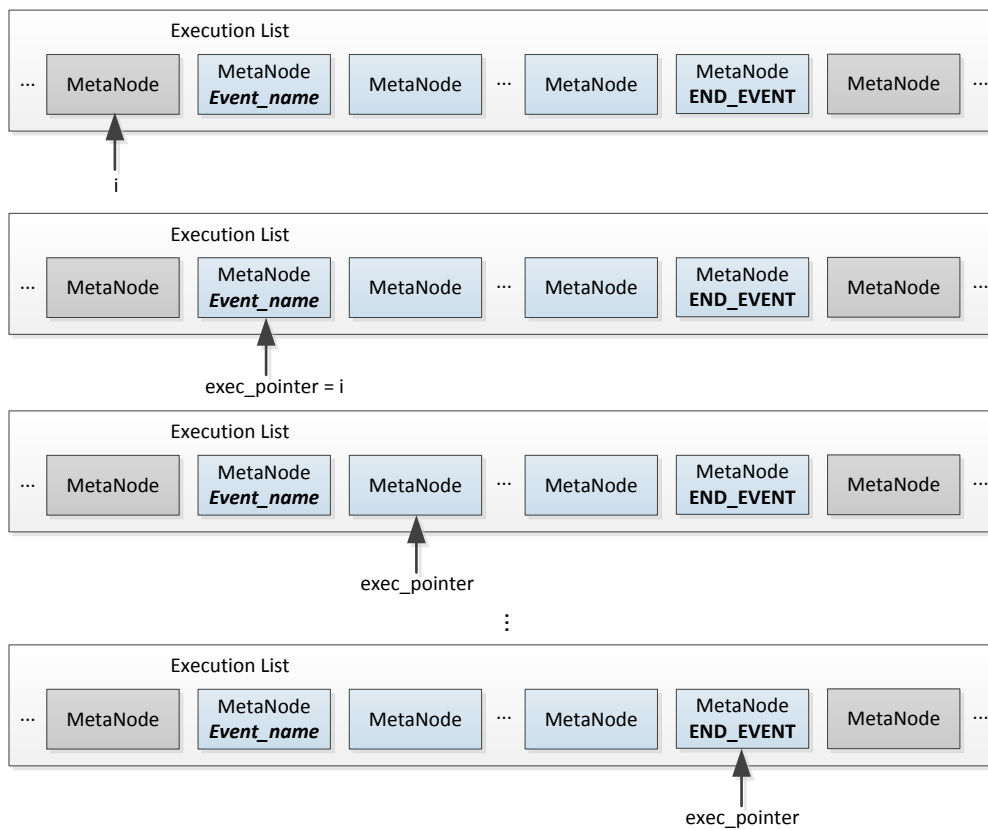 Execution List
... MetaNode MetaNode MetaNode ... MetaNode MetaNode MetaNode ...
Event_name END_EVENT
i
Execution List
... MetaNode MetaNode MetaNode ... MetaNode MetaNode MetaNode ...
Event_name END_EVENT
exec_pointer = i
Execution List
... MetaNode MetaNode MetaNode ... MetaNode MetaNode MetaNode ...
Event_name END_EVENT
exec_pointer
⋮
Execution List
... MetaNode MetaNode MetaNode ... MetaNode MetaNode MetaNode ...
Event_name END_EVENT
exec_pointer